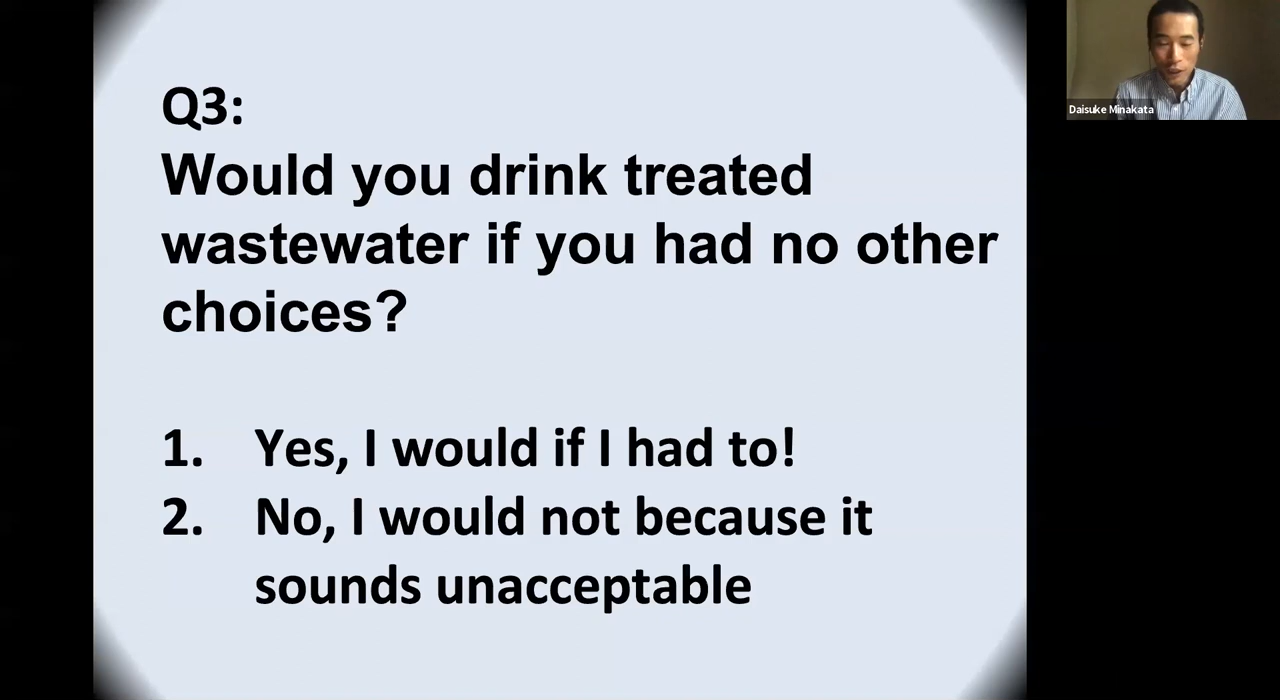 Q3:
Would you drink treated
wastewater if you had no other
choices?
1. Yes, I would if I had to!
2. No, I would not because it
sounds unacceptable
Daisuke Minakata